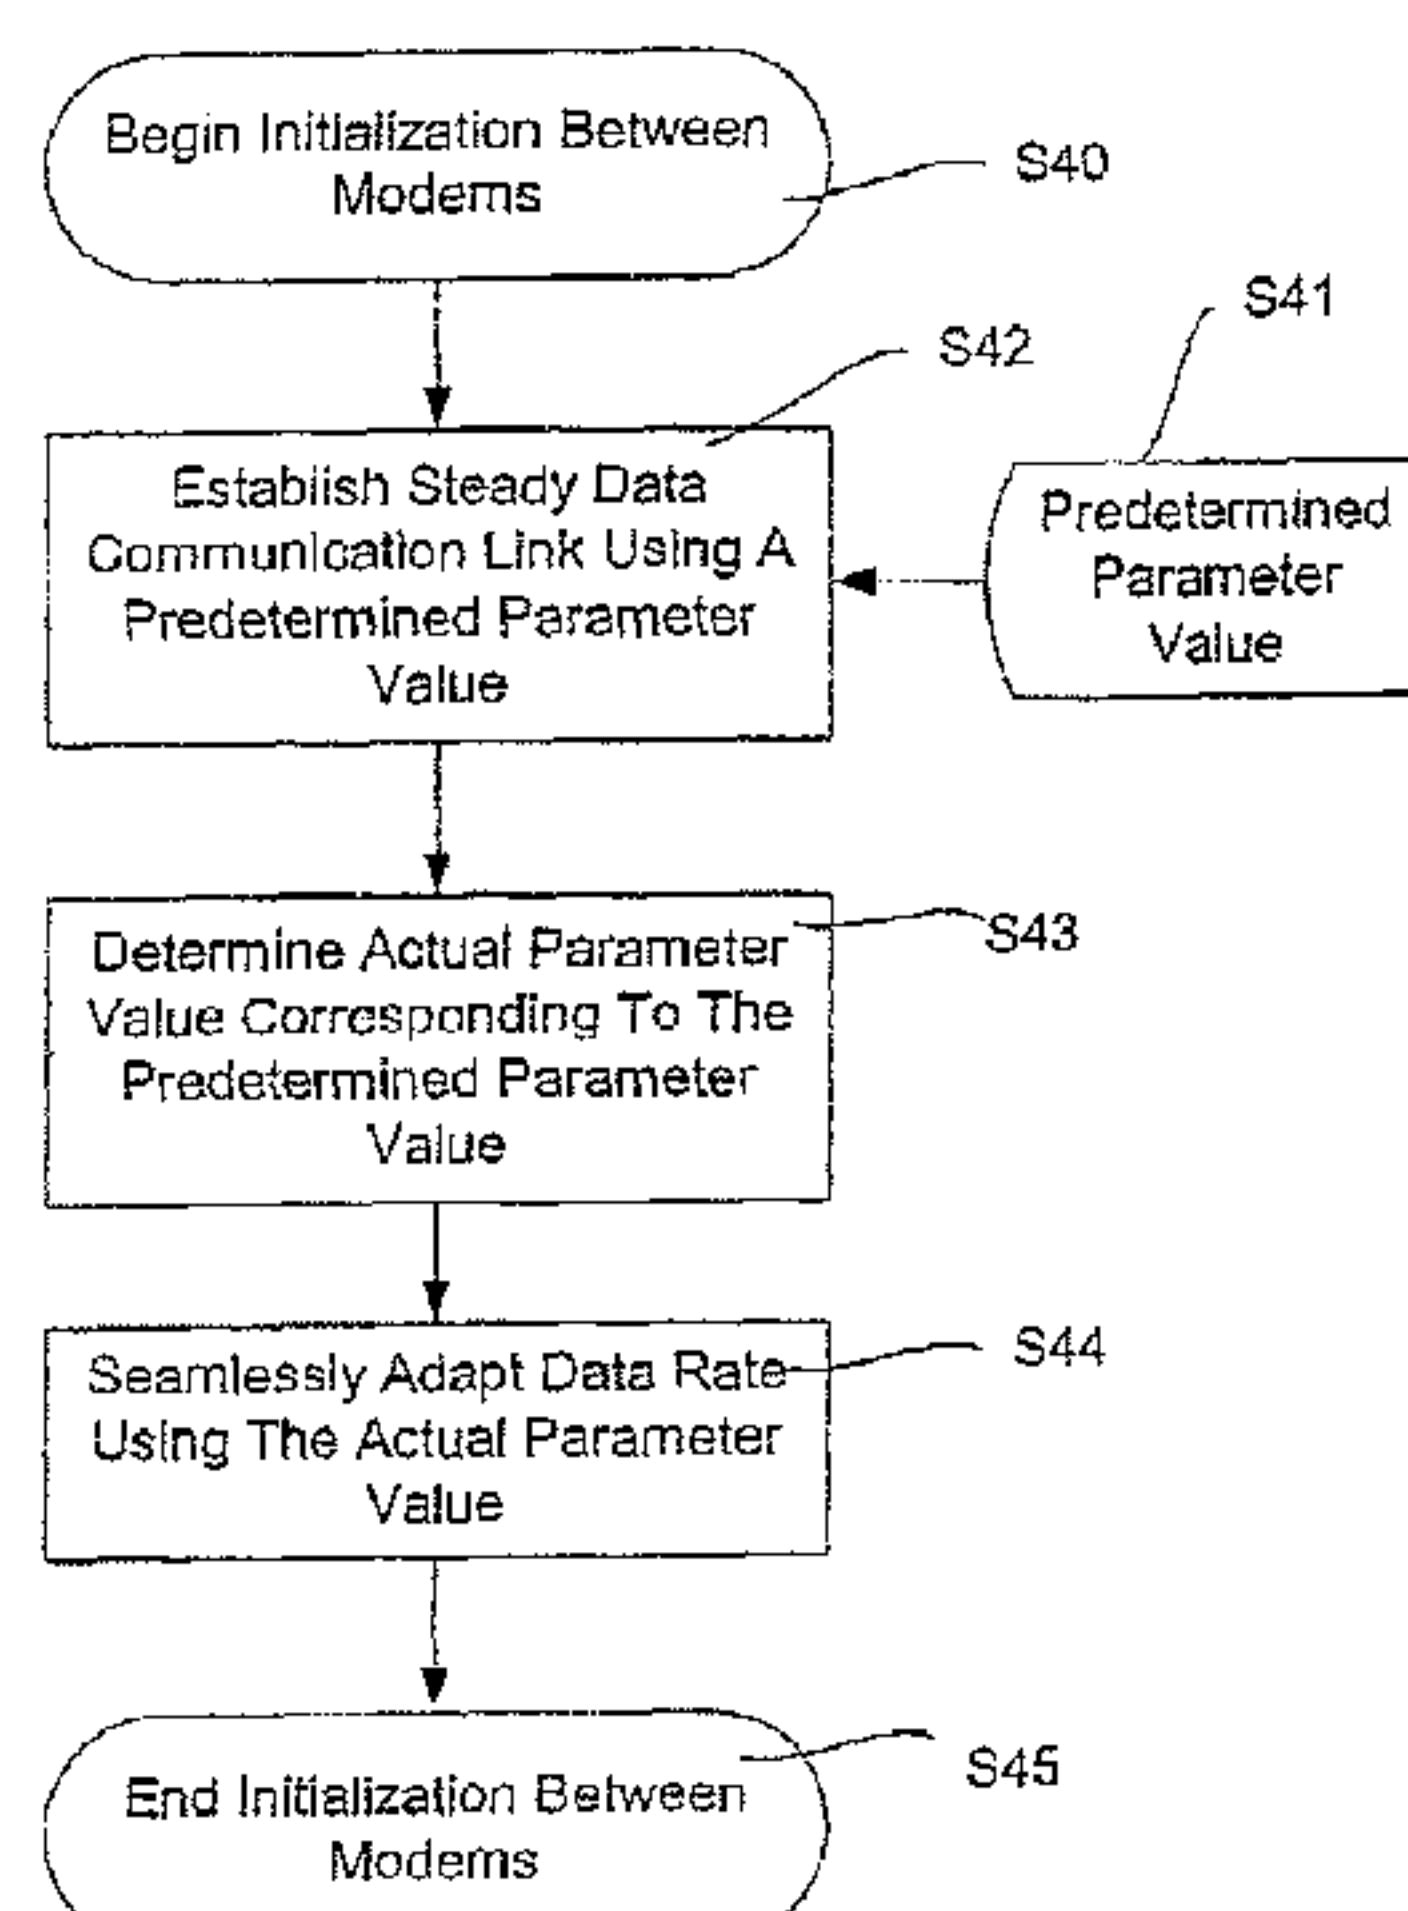 Begin Initialization Between
Modems
S40
S41
S42
Establish Steady Data
Communication Link Using A
Predetermined Parameter
Value
Predetermined
Parameter
Value
Determine Actual Parameter
Value Corresponding To The
Predetermined Parameter
Value
S43
Seamlessly Adapt Data Rate
Using The Actual Parameter
Value
S44
End Initialization Between
Modems
S45